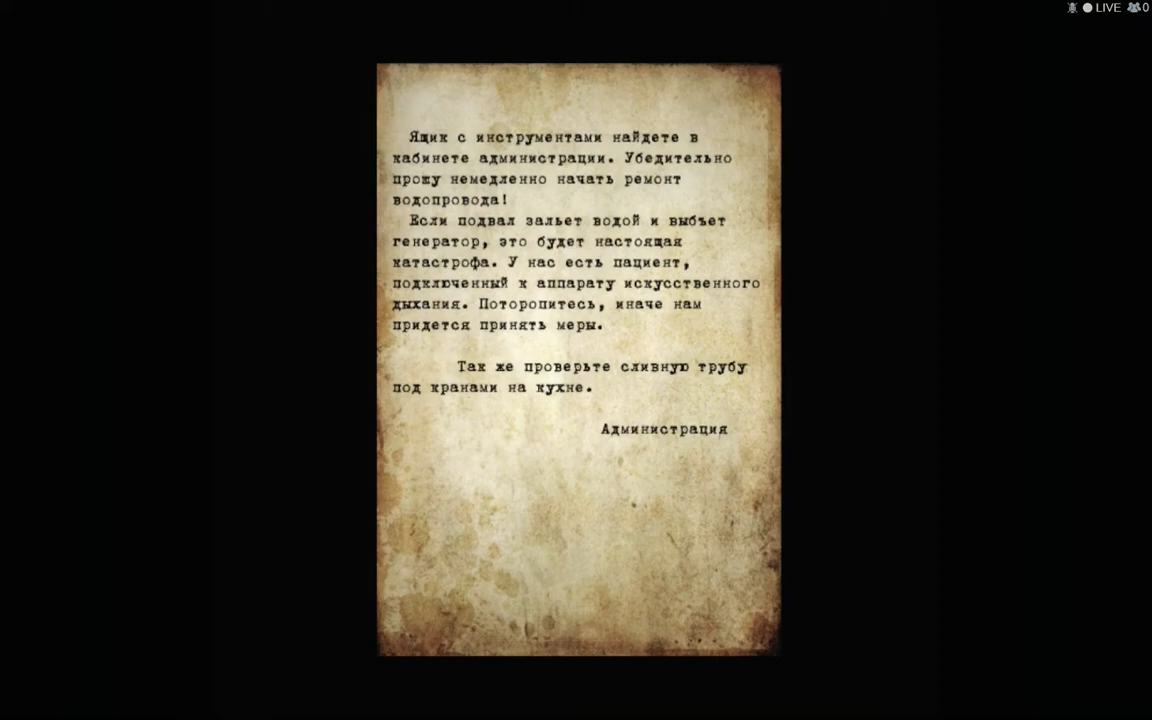 LIVE 0
Ящик с инструментами найдете в
кабинете администрации. Убедительно
прошу немедленно начать ремонт
водопровода!
Если подвал зальет водой и выбьет
генератор, это будет настоящая
катастрофа. У нас есть пациент,
подключенный к аппарату искусственного
дыхания. Поторопитесь, иначе нам
придется принять меры.
Так же проверьте сливную трубу
под кранами на кухне.
Администрация